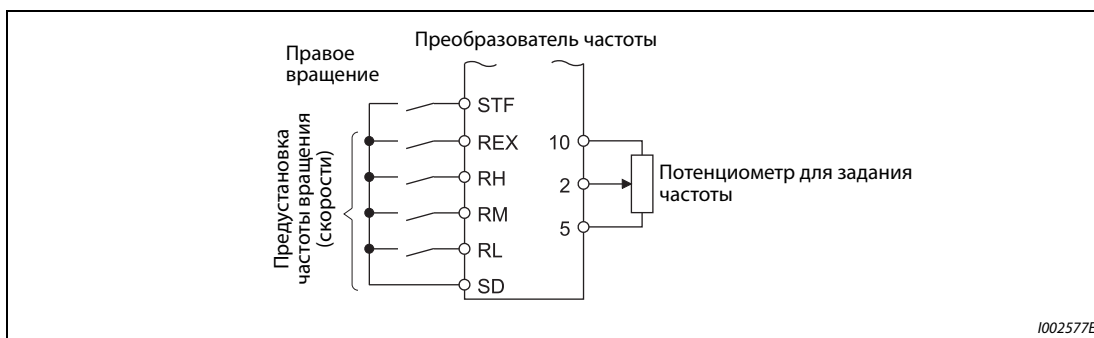 Преобразователь частоты
Правое
вращение
STF
REX
RH
RM
RL
SD
10
2
5
Предустановка
частоты вращения
(скорости)
Потенциометр для задания
частоты
I002577E